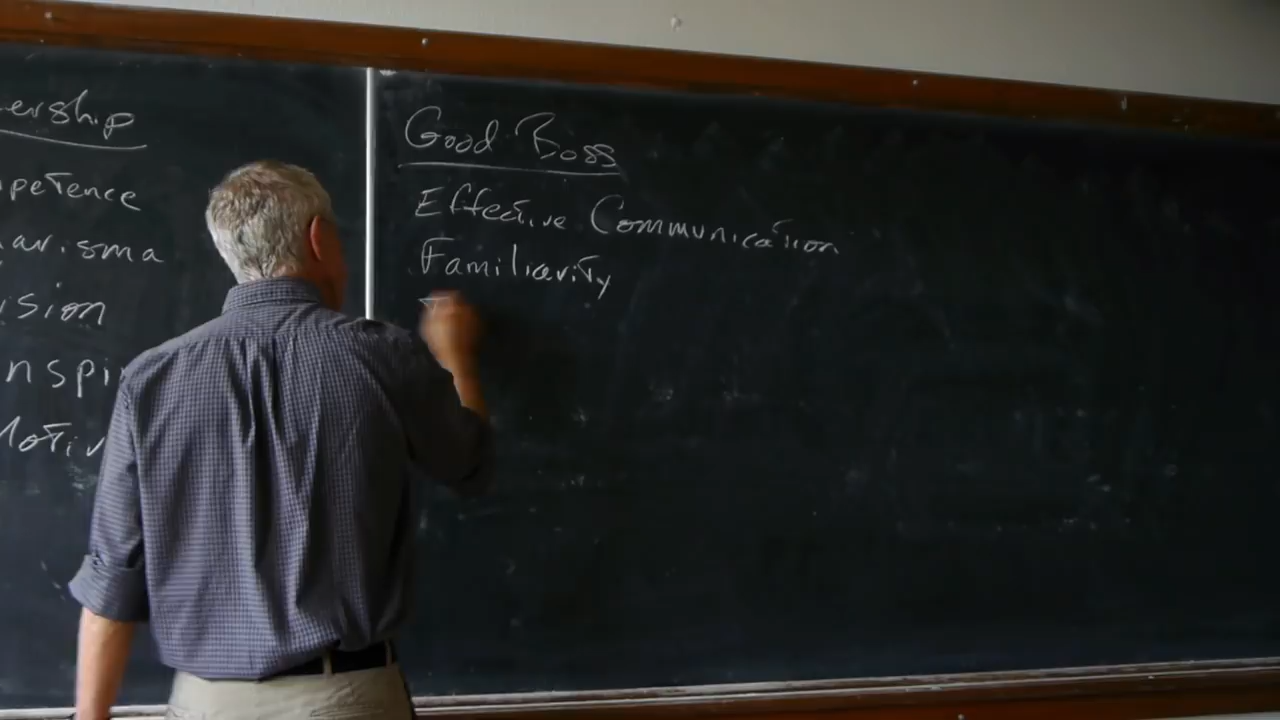 ership
petence
arisma
ision
nspi
Motiv
Good Boss
Effective Communication
Familiarity